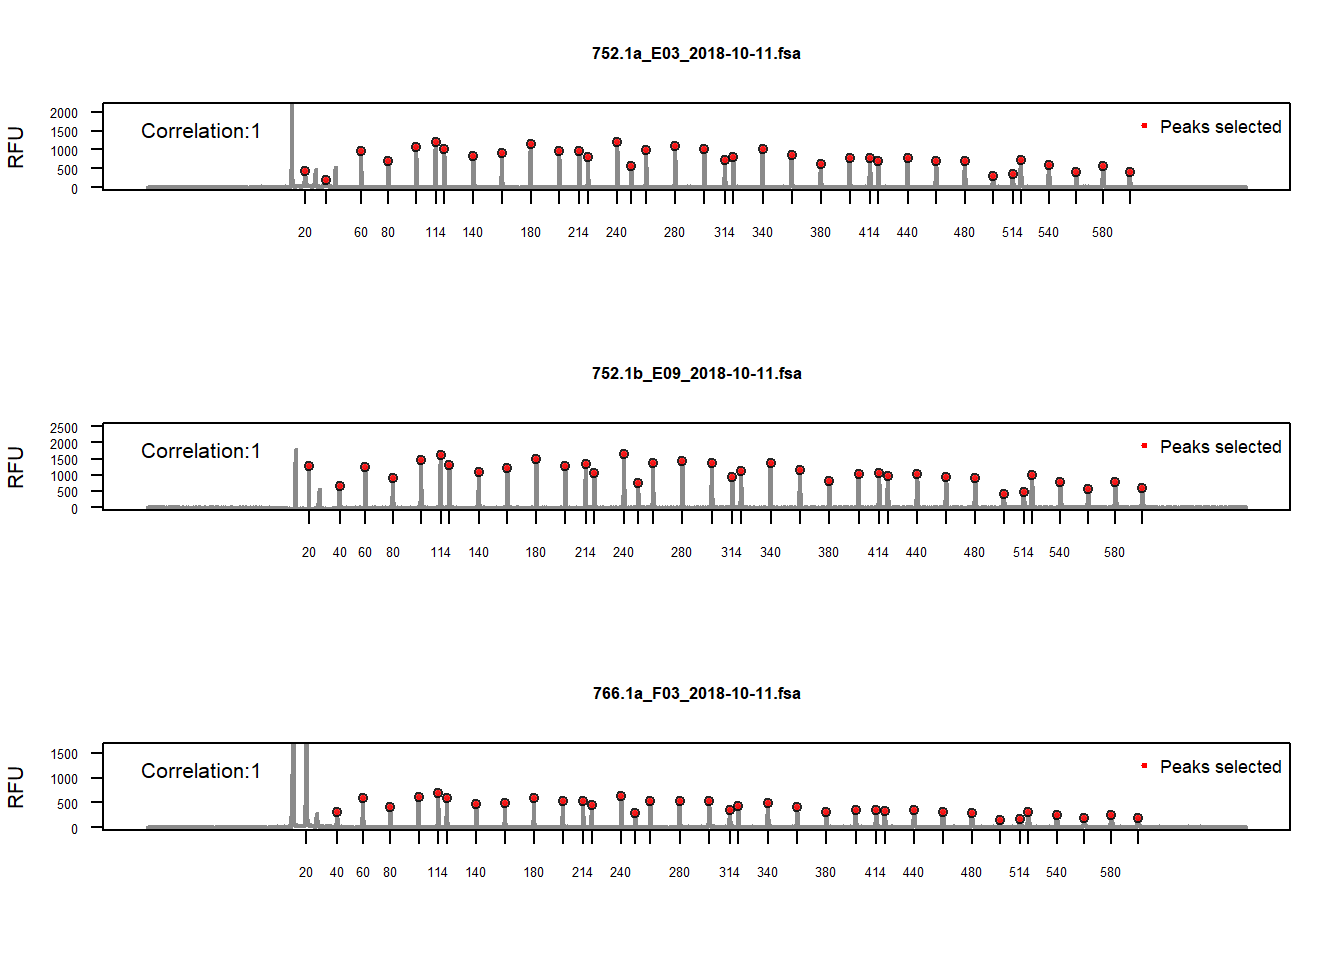 752.1a_E03_2018-10-11.fsa
RFU
2000
1500
1000
500
0
Correlation:1
Peaks selected
20 60 80 114 140 180 214 240 280 314 340 380 414 440 480 514 540 580
752.1b_E09_2018-10-11.fsa
RFU
2500
2000
1500
1000
500
0
Correlation:1
Peaks selected
20 40 60 80 114 140 180 214 240 280 314 340 380 414 440 480 514 540 580
766.1a_F03_2018-10-11.fsa
RFU
1500
1000
500
0
Correlation:1
Peaks selected
20 40 60 80 114 140 180 214 240 280 314 340 380 414 440 480 514 540 580